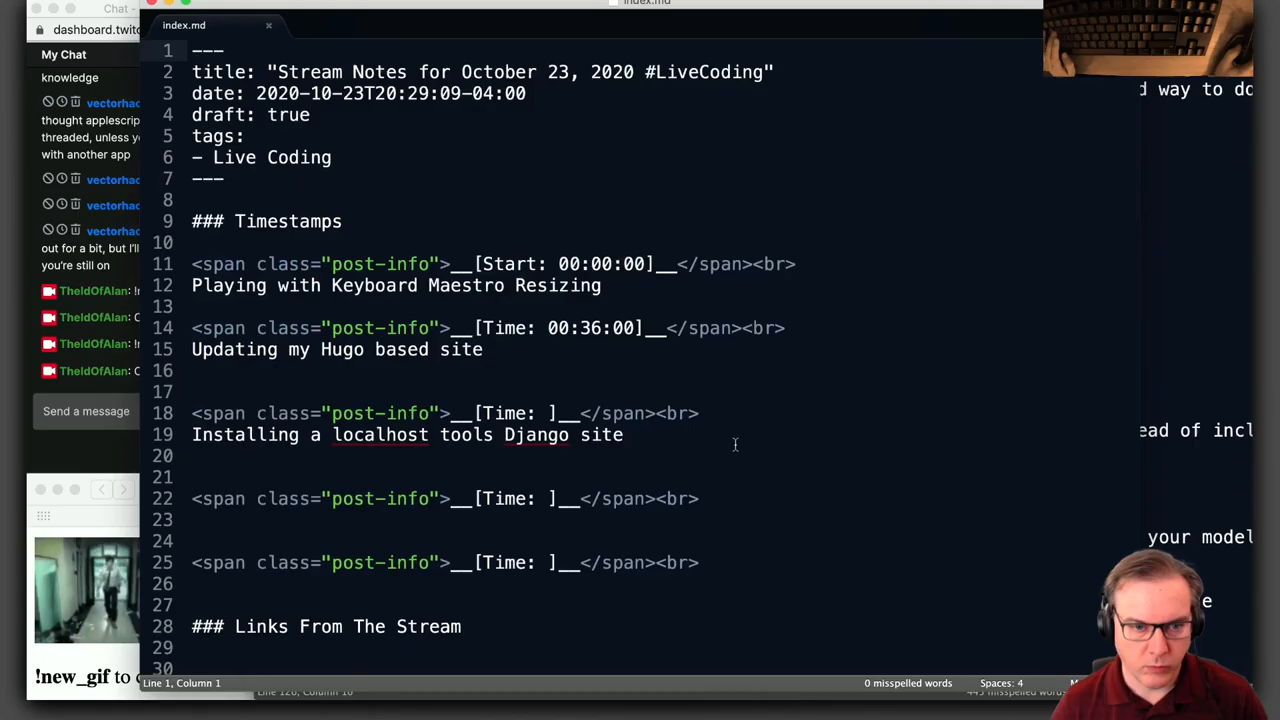 Chat -
dashboard.twitc
My Chat
knowledge
vectorhac
thought applescrip
threaded, unless yo
with another app
vectorhac
vectorhac
vectorhac
out for a bit, but I'll
you're still on
TheIdOfAlan: !n
TheIdOfAlan: C
TheIdOfAlan: !n
TheIdOfAlan: C
Send a message
!new_gif to c
index.md
index.md
1 ---
2 title: "Stream Notes for October 23, 2020 #LiveCoding"
3 date: 2020-10-23T20:29:09-04:00
4 draft: true
5 tags:
6 - Live Coding
7 ---
8
9 ### Timestamps
10
11 <span class="post-info">__[Start: 00:00:00]__</span><br>
12 Playing with Keyboard Maestro Resizing
13
14 <span class="post-info">__[Time: 00:36:00]__</span><br>
15 Updating my Hugo based site
16
17
18 <span class="post-info">__[Time: ]__</span><br>
19 Installing a localhost tools Django site
20
21
22 <span class="post-info">__[Time: ]__</span><br>
23
24
25 <span class="post-info">__[Time: ]__</span><br>
26
27
28 ### Links From The Stream
29
30
Line 1, Column 1
0 misspelled words
Spaces: 4
d way to do
ead of incl
your model
e